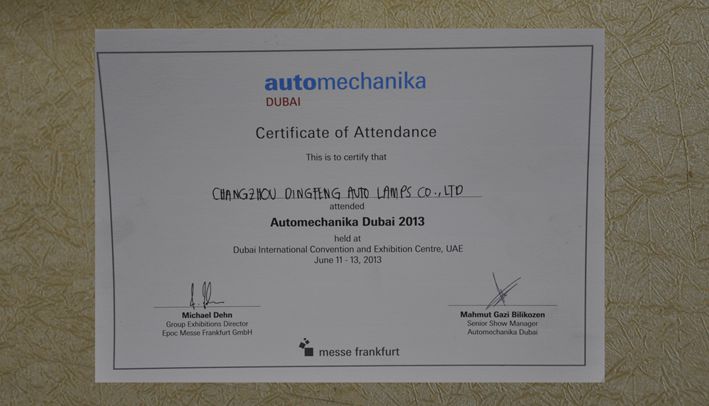 automechanika
DUBAI
Certificate of Attendance
This is to certify that
CHANGZHOU DINGFENG AUTO LAMPS CO.,LTD
attended
Automechanika Dubai 2013
held at
Dubai International Convention and Exhibition Centre, UAE
June 11 - 13, 2013
Michael Dehn
Group Exhibitions Director
Epoc Messe Frankfurt GmbH
Mahmut Gazi Bilikozen
Senior Show Manager
Automechanika Dubai
messe frankfurt